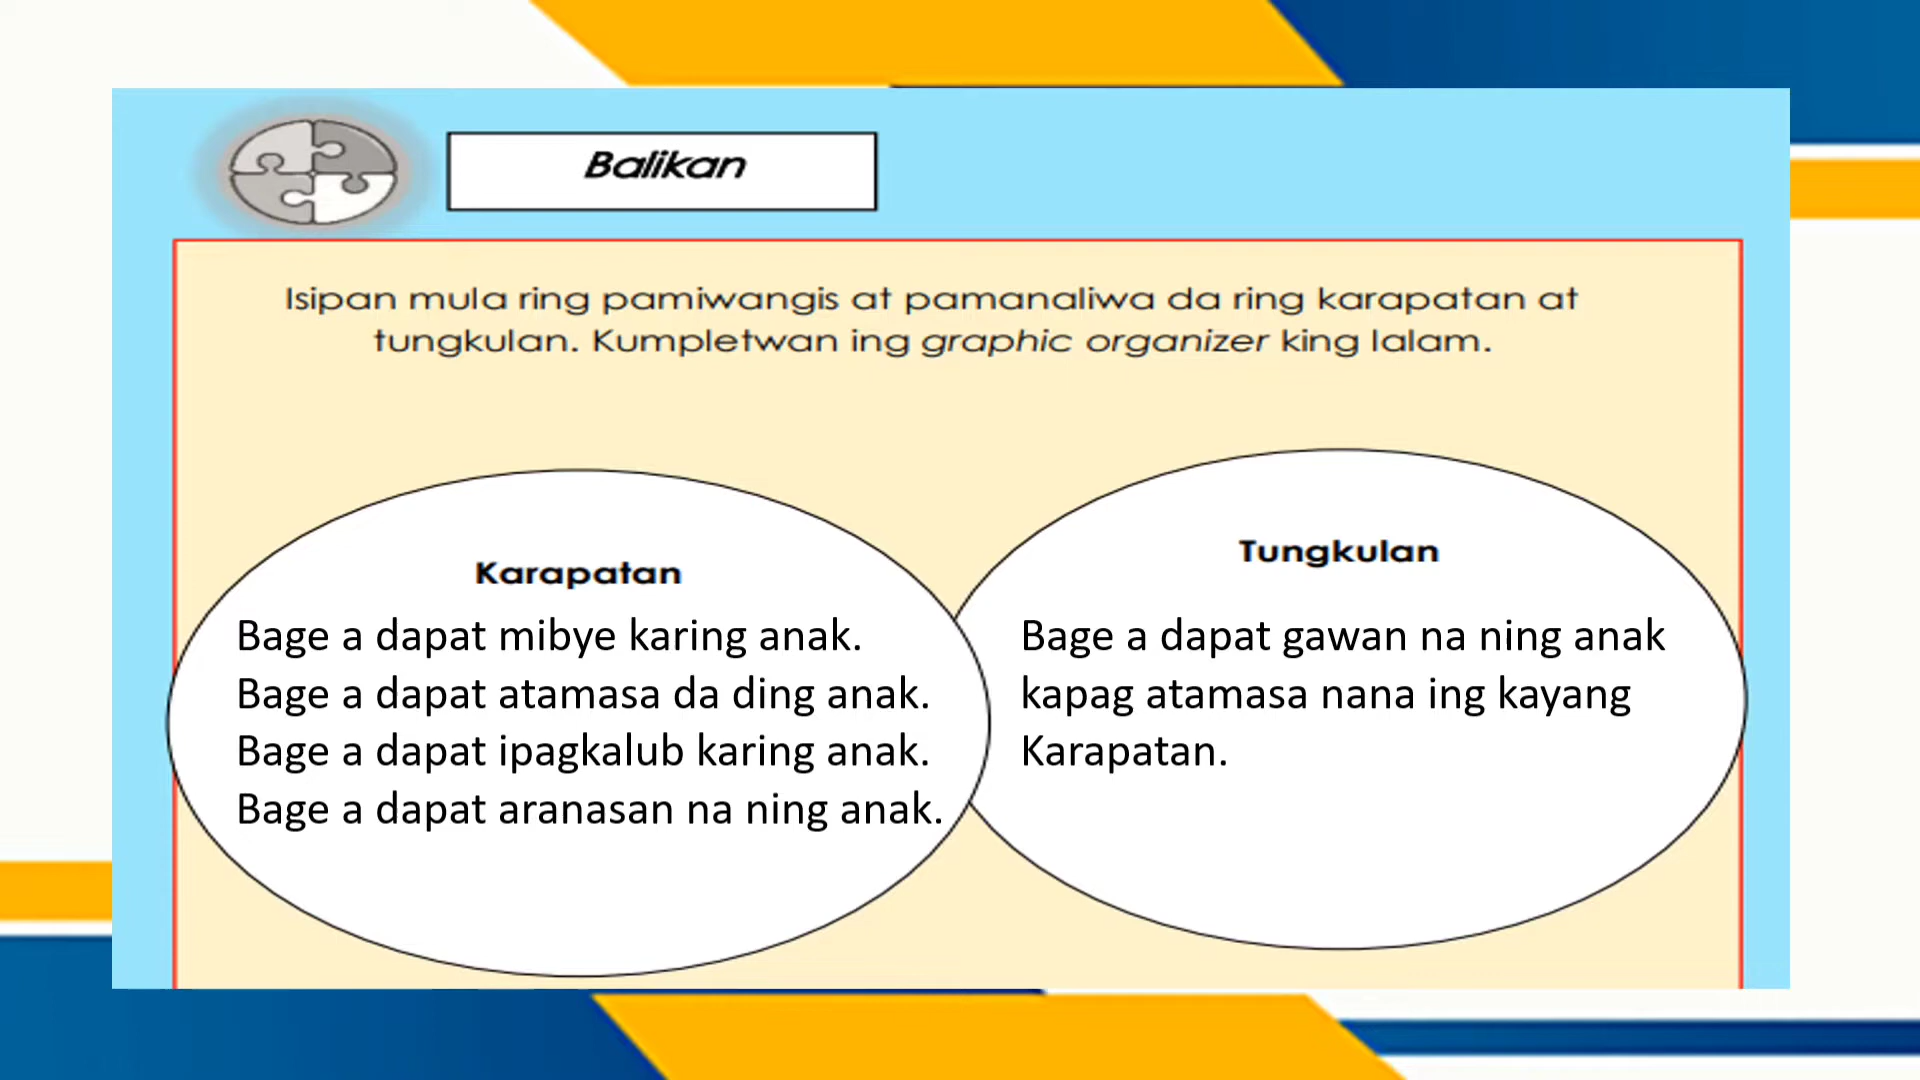 Balikan
Isipan mula ring pamiwangis at pamanaliwa da ring karapatan at
tungkulan. Kumpletwan ing graphic organizer king lalam.
Karapatan
Bage a dapat mibye karing anak.
Bage a dapat atamasa da ding anak.
Bage a dapat ipagkalub karing anak.
Bage a dapat aranasan na ning anak.
Tungkulan
Bage a dapat gawan na ning anak
kapag atamasa nana ing kayang
Karapatan.